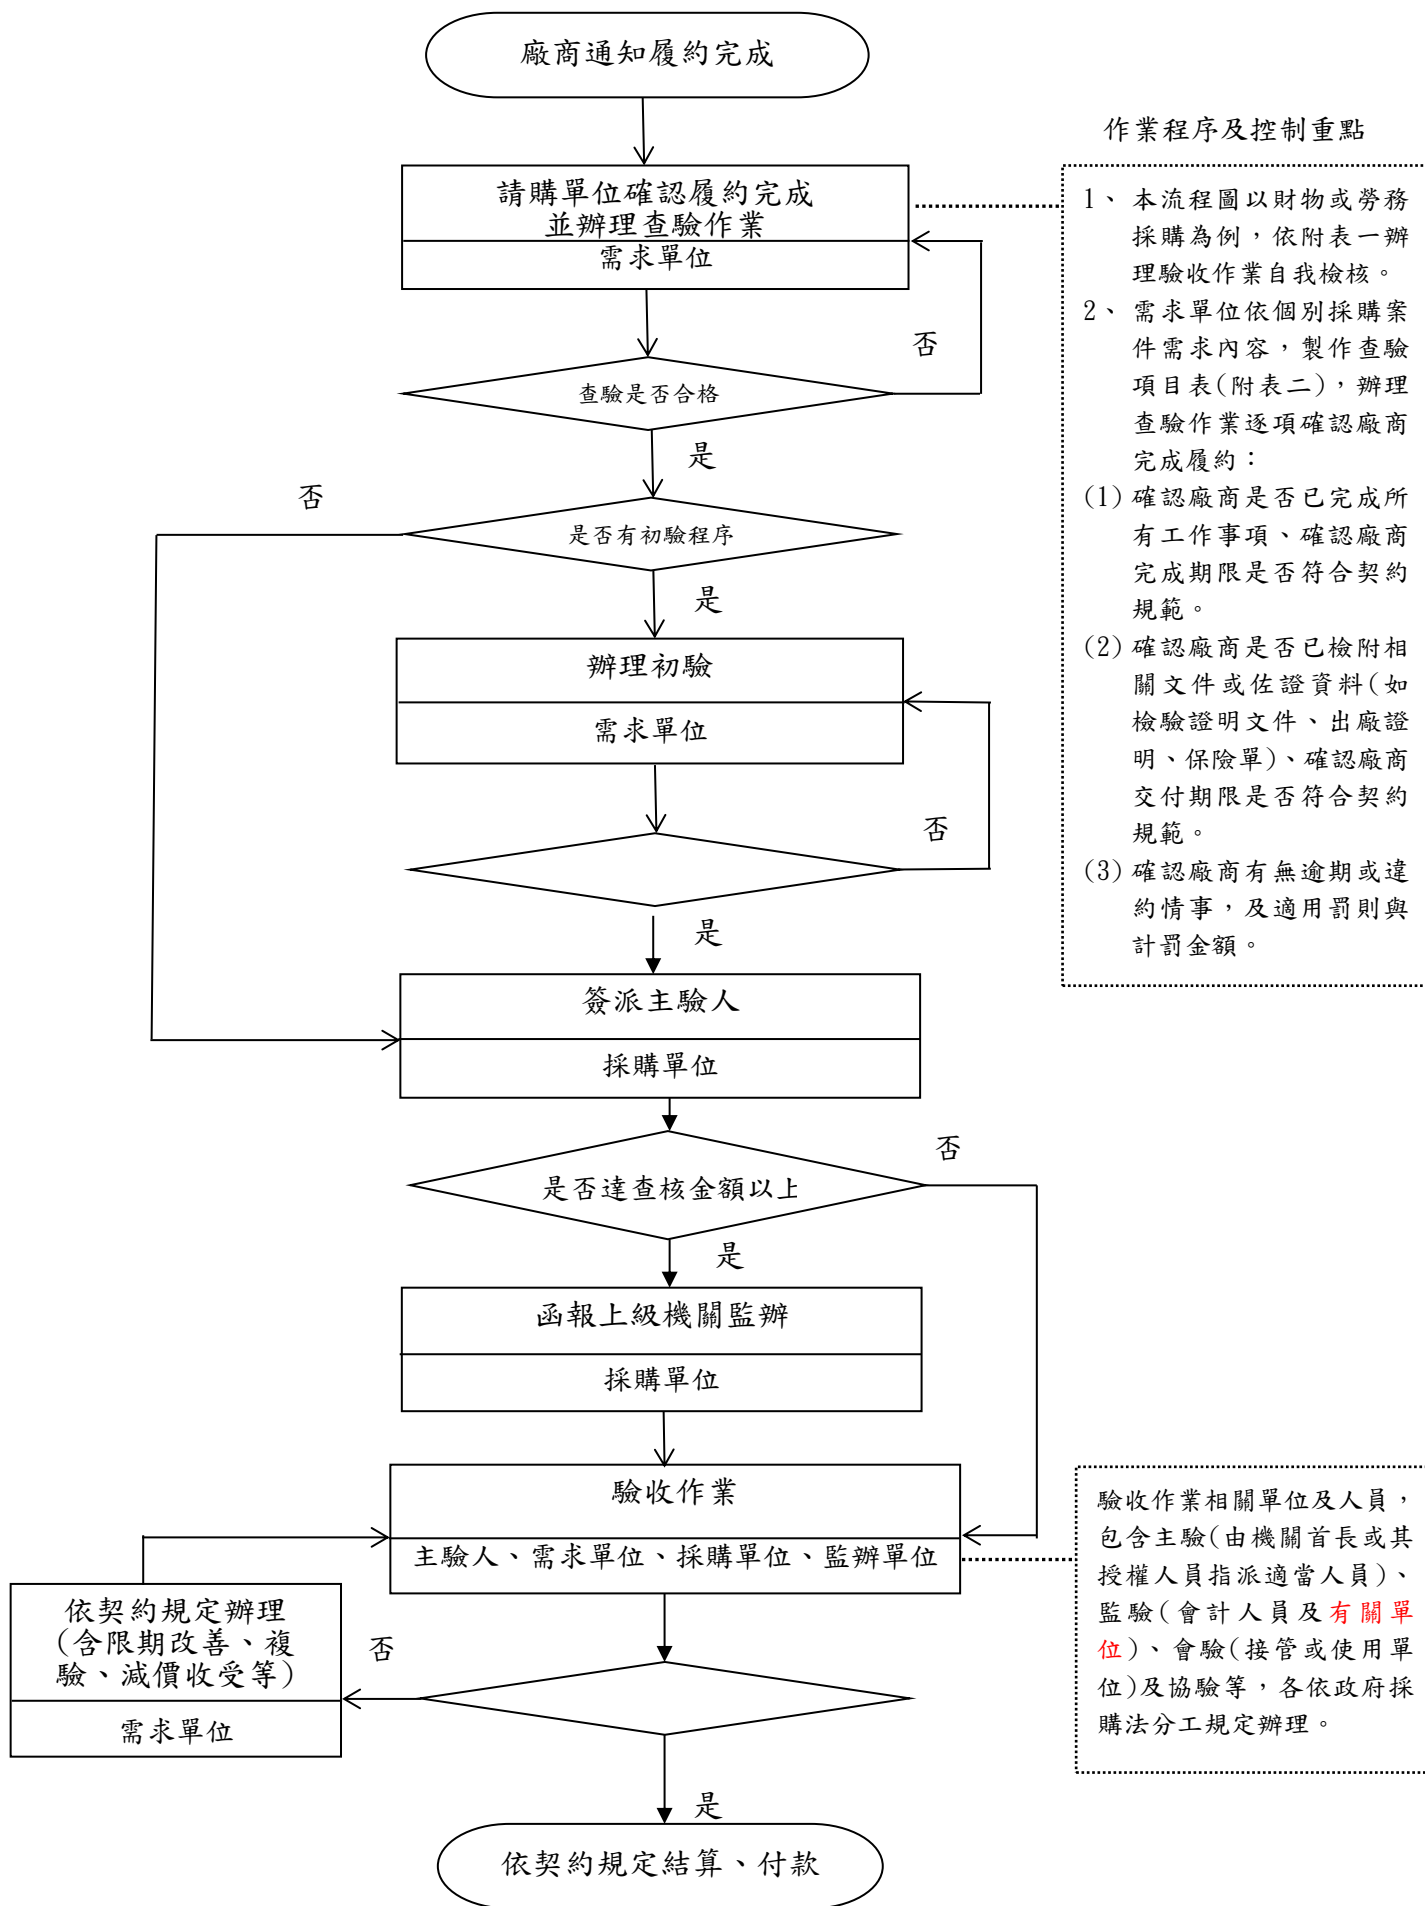 廠商通知履約完成
作業程序及控制重點
請購單位確認履約完成
並辦理查驗作業
需求單位
1、本流程圖以財物或勞務
採購為例，依附表一辦
理驗收作業自我檢核。
2、需求單位依個別採購案
件需求內容，製作查驗
項目表(附表二)，辦理
查驗作業逐項確認廠商
完成履約：
(1)確認廠商是否已完成所
有工作事項、確認廠商
完成期限是否符合契約
規範。
(2)確認廠商是否已檢附相
關文件或佐證資料(如
檢驗證明文件、出廠證
明、保險單)、確認廠商
交付期限是否符合契約
規範。
(3)確認廠商有無逾期或違
約情事，及適用罰則與
計罰金額。
否
查驗是否合格
是
否
是否有初驗程序
是
辦理初驗
需求單位
否
是
簽派主驗人
採購單位
否
是否達查核金額以上
是
函報上級機關監辦
採購單位
驗收作業
主驗人、需求單位、採購單位、監辦單位
驗收作業相關單位及人員，
包含主驗(由機關首長或其
授權人員指派適當人員)、
監驗(會計人員及有關單
位)、會驗(接管或使用單
位)及協驗等，各依政府採
購法分工規定辦理。
依契約規定辦理
(含限期改善、複
驗、減價收受等)
需求單位
否
是
依契約規定結算、付款